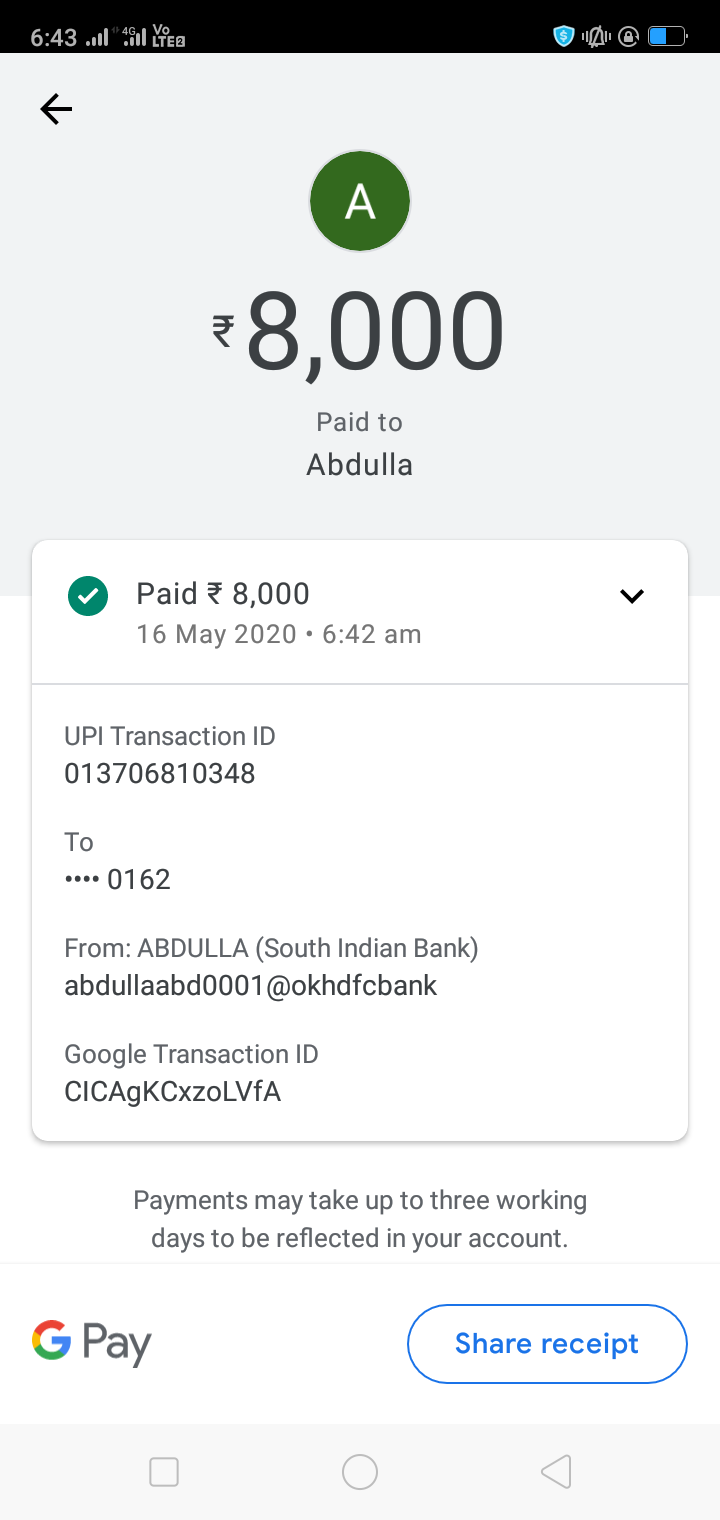 6:43 4G Vo LTE2
A
₹8,000
Paid to
Abdulla
Paid ₹ 8,000
16 May 2020 • 6:42 am
UPI Transaction ID
013706810348
To
•••• 0162
From: ABDULLA (South Indian Bank)
abdullaabd0001@okhdfcbank
Google Transaction ID
CICAgKCxzoLVfA
Payments may take up to three working
days to be reflected in your account.
G Pay
Share receipt